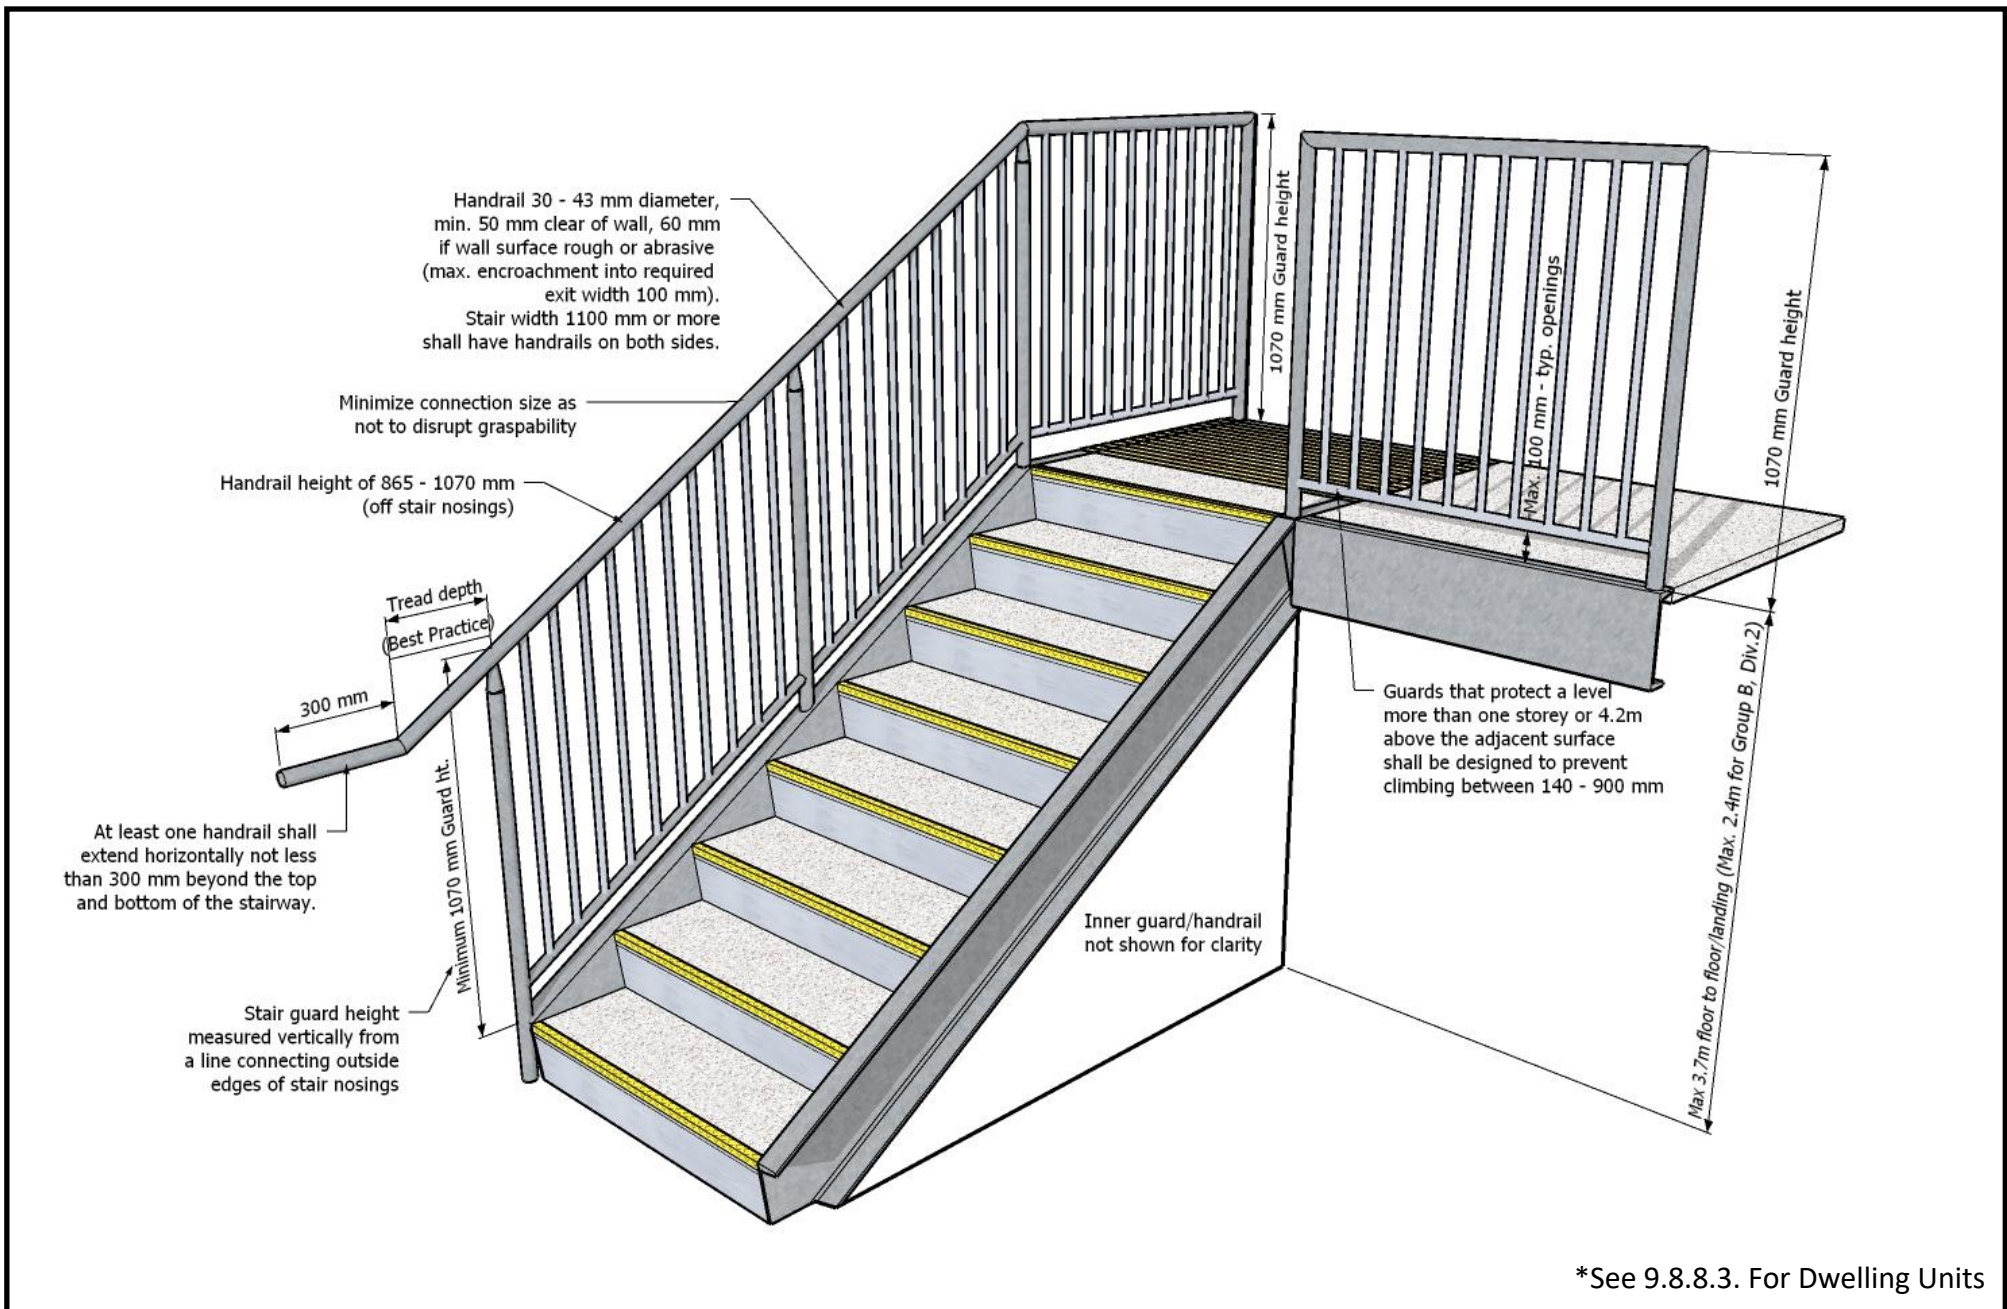 Handrail 30 - 43 mm diameter,
min. 50 mm clear of wall, 60 mm
if wall surface rough or abrasive
(max. encroachment into required
exit width 100 mm).
Stair width 1100 mm or more
shall have handrails on both sides.
Minimize connection size as
not to disrupt graspability
Handrail height of 865 - 1070 mm
(off stair nosings)
Tread depth
(Best Practice)
300 mm
At least one handrail shall
extend horizontally not less
than 300 mm beyond the top
and bottom of the stairway.
Minimum 1070 mm Guard ht.
Stair guard height
measured vertically from
a line connecting outside
edges of stair nosings
1070 mm Guard height
Max. 100 mm - typ. openings
1070 mm Guard height
Guards that protect a level
more than one storey or 4.2m
above the adjacent surface
shall be designed to prevent
climbing between 140 - 900 mm
Inner guard/handrail
not shown for clarity
Max 3.7m floor to floor/landing (Max. 2.4m for Group B, Div.2)
*See 9.8.8.3. For Dwelling Units